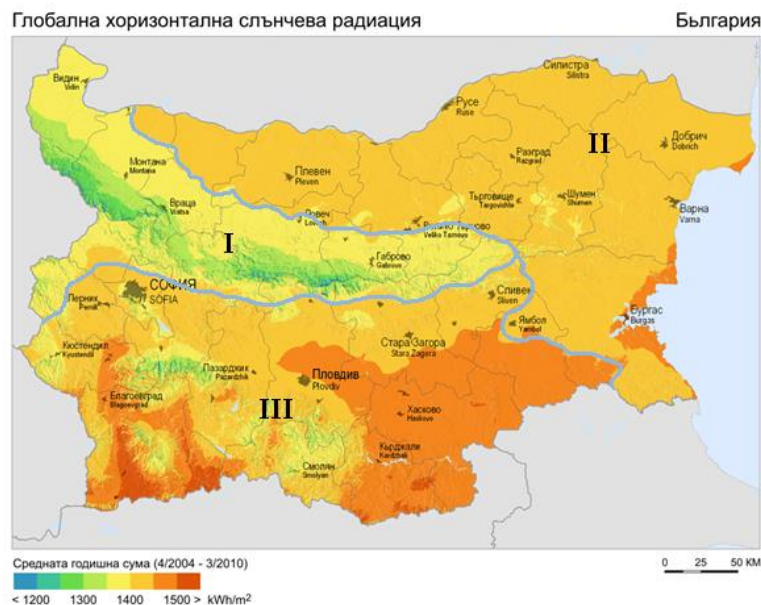 Глобална хоризонтална слънчева радиация
България
Видин
Vidin
Силистра
Silistra
Русе
Ruse
II
Добрич
Dobrich
Разград
Razgrad
Монтана
Montana
Плевен
Pleven
Търговище
Targovishte
Шумен
Shumen
Враца
Vratsa
Варна
Varna
Ловеч
Lovech
Велико Търново
Veliko Tarnovo
I
Габрово
Gabrovo
СОФИЯ
SOFIA
Сливен
Sliven
Перник
Pernik
Бургас
Burgas
Ямбол
Yambol
Стара Загора
Stara Zagora
Кюстендил
Kyustendil
Пазарджик
Pazardzhik
Пловдив
Plovdiv
Благоевград
Blagoevgrad
III
Хасково
Haskovo
Кърджали
Kardzhali
Смолян
Smolyan
Средната годишна сума (4/2004 - 3/2010)
0 25 50 КМ
< 1200 1300 1400 1500 > kWh/m²